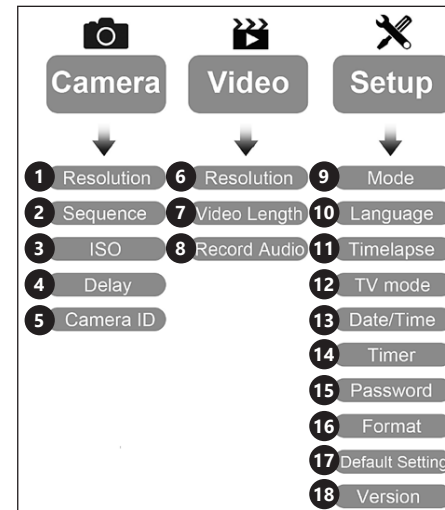 Camera
Video
Setup
1 Resolution
2 Sequence
3 ISO
4 Delay
5 Camera ID
6 Resolution
7 Video Length
8 Record Audio
9 Mode
10 Language
11 Timelapse
12 TV mode
13 Date/Time
14 Timer
15 Password
16 Format
17 Default Setting
18 Version